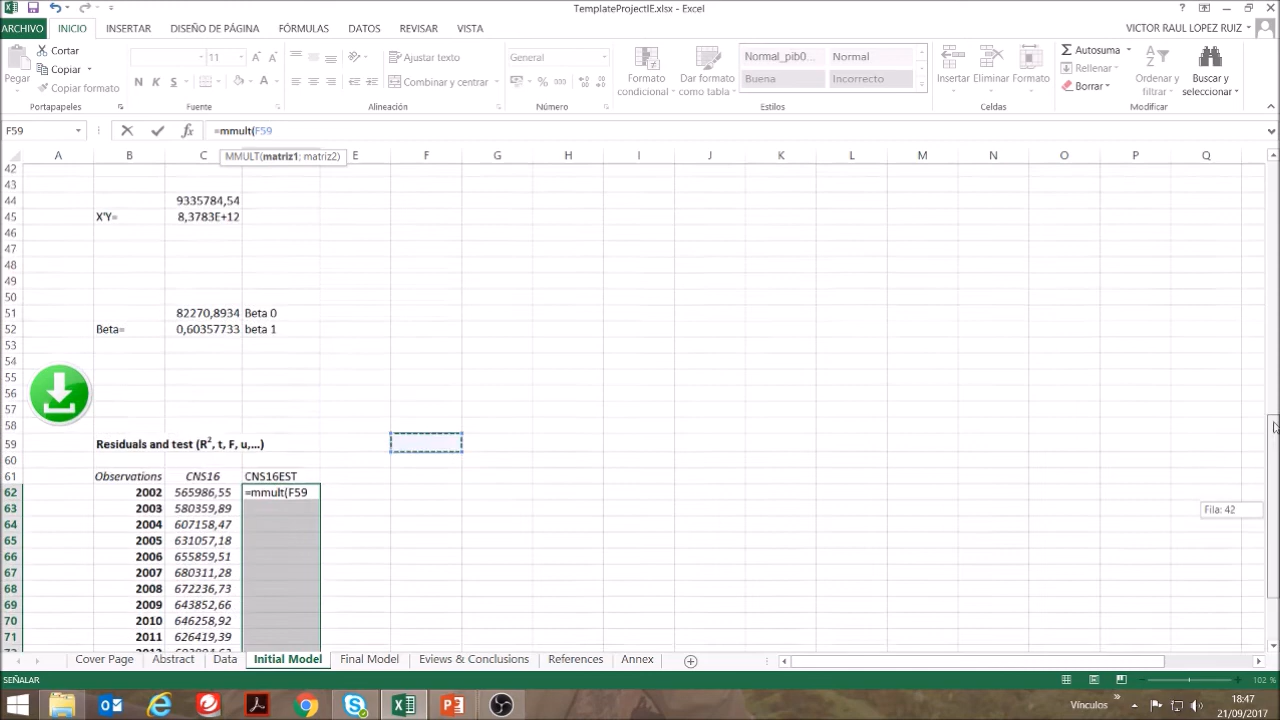 TemplateProjectIE.xlsx - Excel
ARCHIVO INICIO INSERTAR DISEÑO DE PÁGINA FÓRMULAS DATOS REVISAR VISTA VICTOR RAUL LOPEZ RUIZ
Pegar
Cortar
Copiar
Copiar formato
Portapapeles
11
N K S
Fuente
Ajustar texto
Combinar y centrar
Alineación
General
Número
Formato condicional
Dar formato como tabla
Normal_pib0... Normal
Buena Incorrecto
Estilos
Insertar Eliminar Formato
Celdas
Autosuma
Rellenar
Borrar
Ordenar y filtrar
Buscar y seleccionar
Modificar
F59 =mmult(F59
MMULT(matriz1; matriz2)
A B C E F G H I J K L M N O P Q
42
43
44 9335784,54
45 X'Y= 8,3783E+12
46
47
48
49
50
51 82270,8934 Beta 0
52 Beta= 0,60357733 beta 1
53
54
55
56
57
58
59 Residuals and test (R2, t, F, u,...)
60
61 Observations CNS16 CNS16EST
62 2002 565986,55 =mmult(F59
63 2003 580359,89
64 2004 607158,47
65 2005 631057,18
66 2006 655859,51
67 2007 680311,28
68 2008 672236,73
69 2009 643852,66
70 2010 646258,92
71 2011 626419,39
Fila: 42
Cover Page Abstract Data Initial Model Final Model Eviews & Conclusions References Annex
SEÑALAR 102 %
Vínculos
18:47
21/09/2017